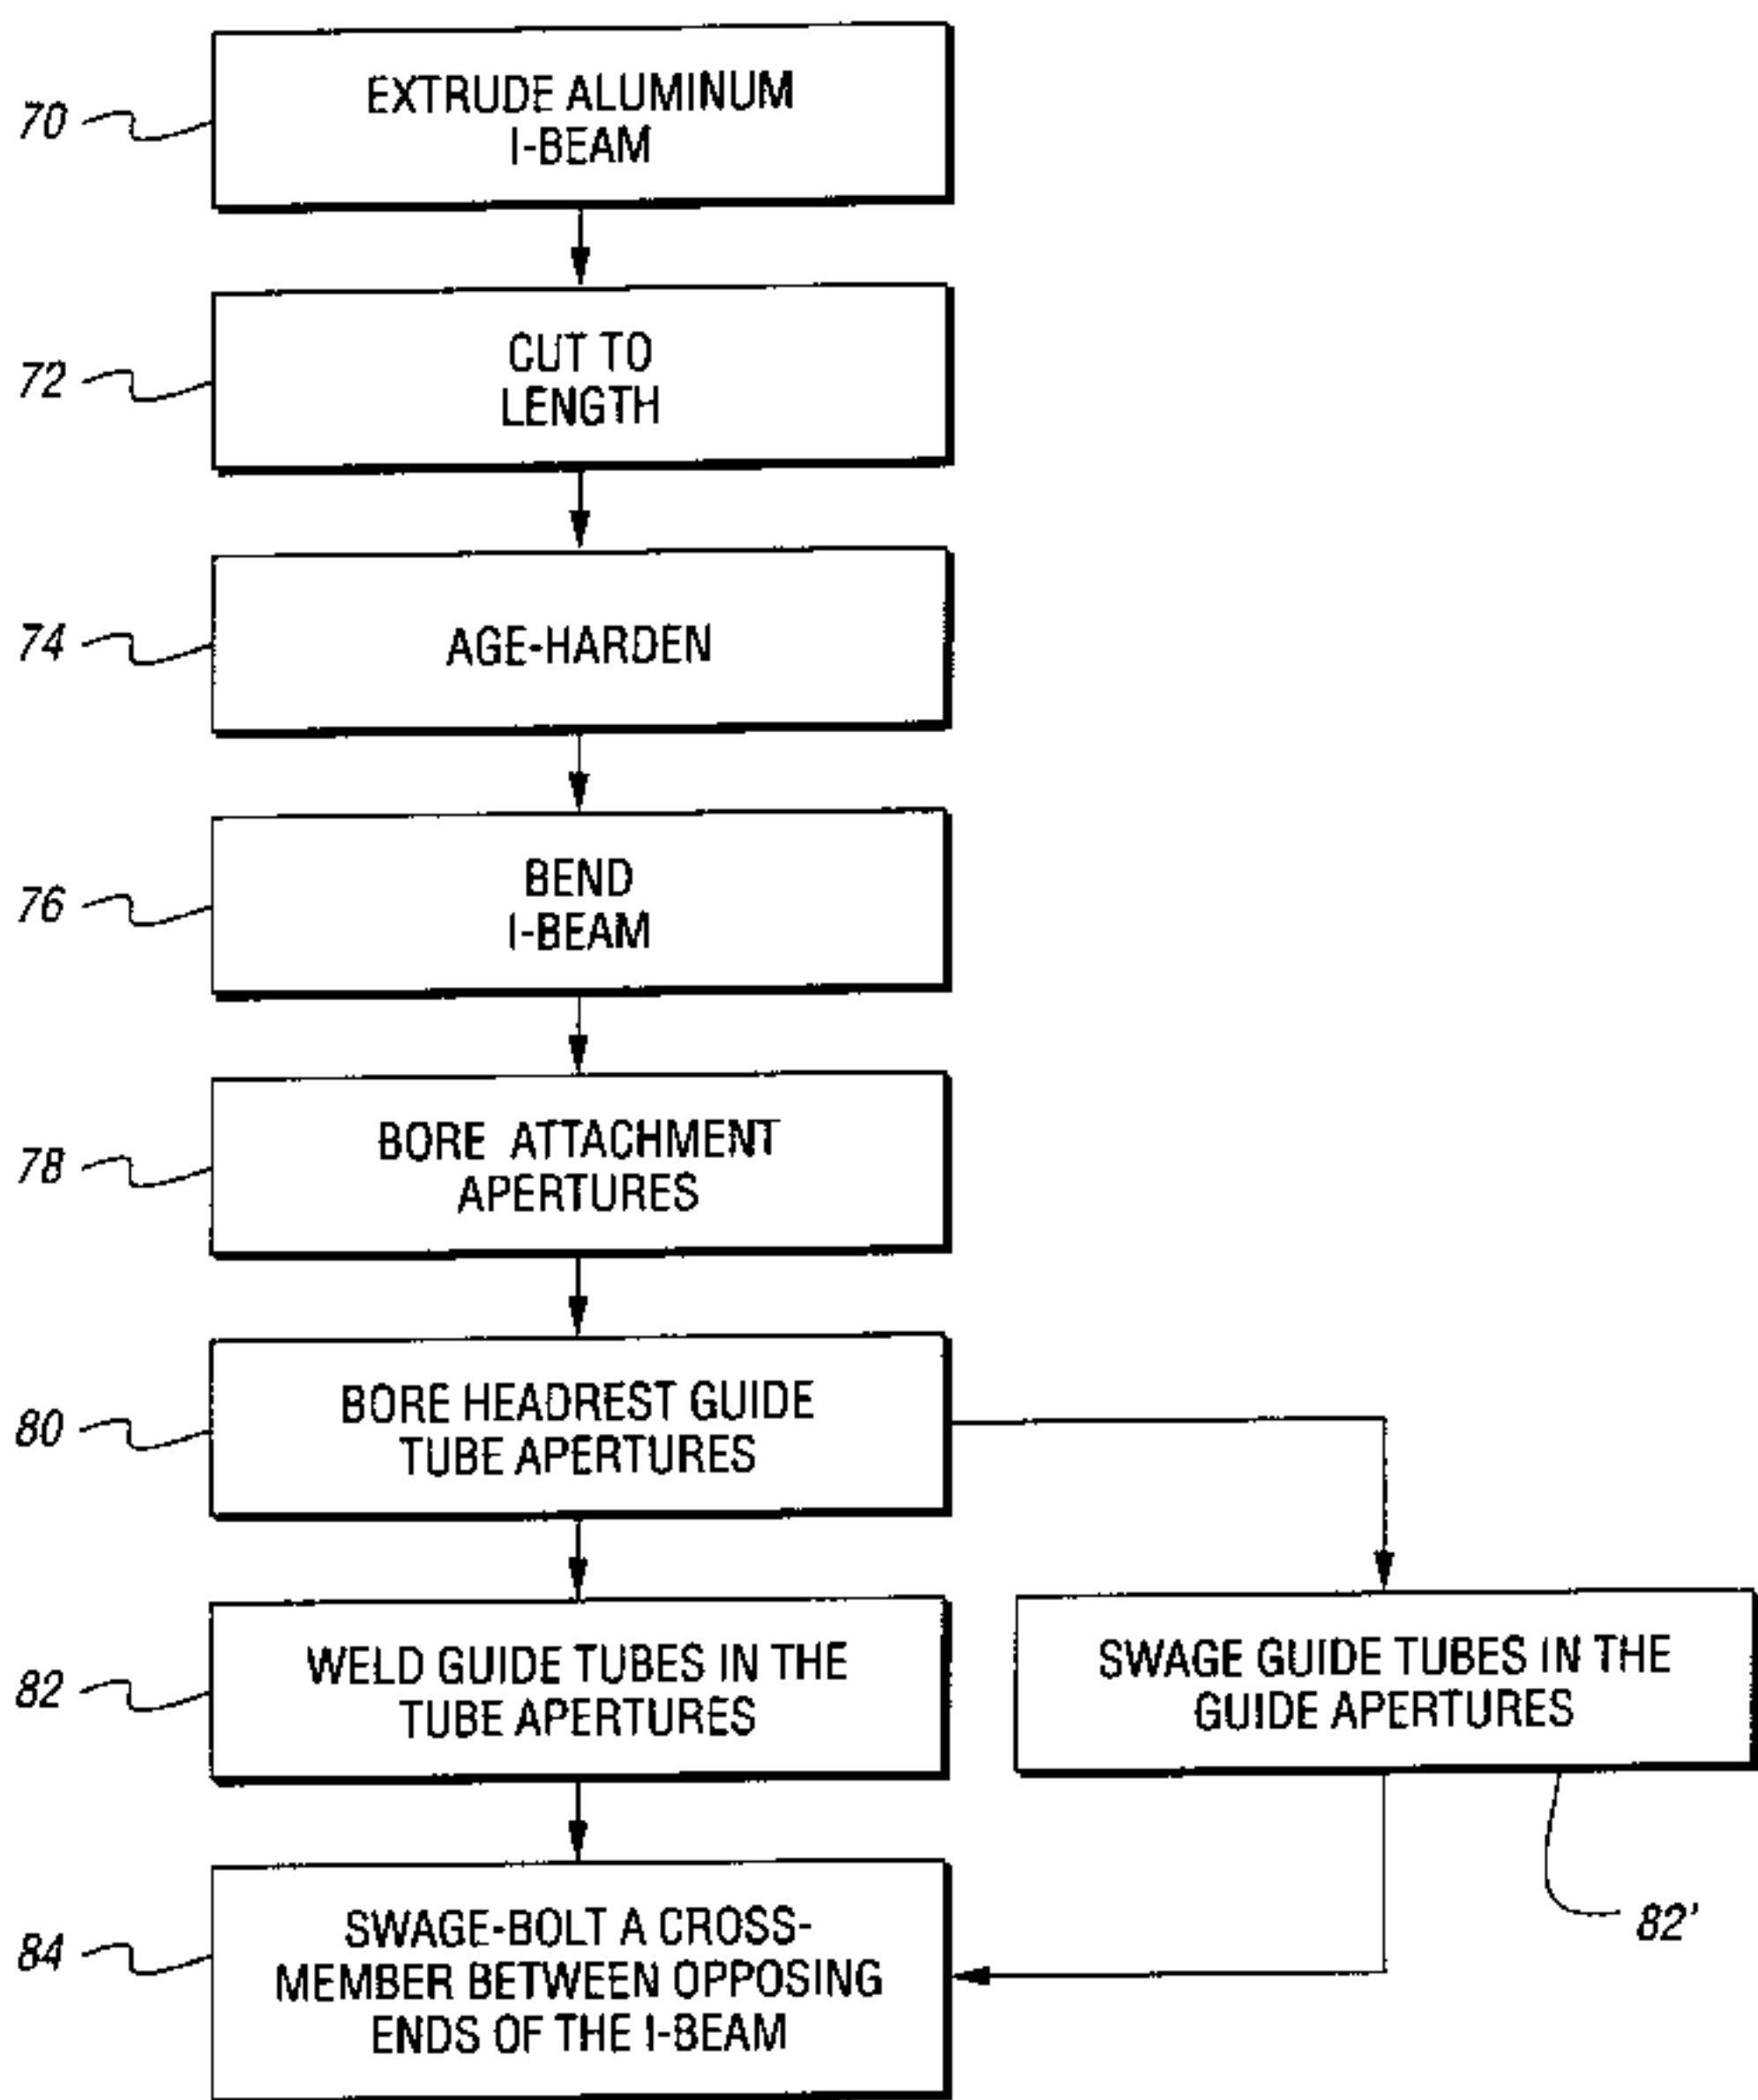 70
EXTRUDE ALUMINUM
I-BEAM
72
CUT TO
LENGTH
74
AGE-HARDEN
76
BEND
I-BEAM
78
BORE ATTACHMENT
APERTURES
80
BORE HEADREST GUIDE
TUBE APERTURES
82
WELD GUIDE TUBES IN THE
TUBE APERTURES
SWAGE GUIDE TUBES IN THE
GUIDE APERTURES
82'
84
SWAGE-BOLT A CROSS-
MEMBER BETWEEN OPPOSING
ENDS OF THE I-BEAM